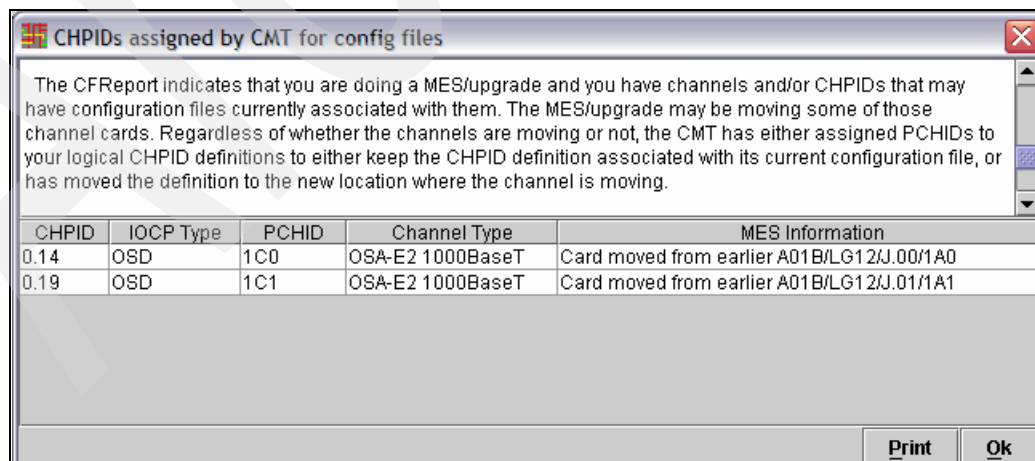 CHPIDs assigned by CMT for config files
The CFReport indicates that you are doing a MES/upgrade and you have channels and/or CHPIDs that may
have configuration files currently associated with them. The MES/upgrade may be moving some of those
channel cards. Regardless of whether the channels are moving or not, the CMT has either assigned PCHIDs to
your logical CHPID definitions to either keep the CHPID definition associated with its current configuration file, or
has moved the definition to the new location where the channel is moving.
CHPID IOCP Type PCHID Channel Type MES Information
0.14 OSD 1C0 OSA-E2 1000BaseT Card moved from earlier A01B/LG12/J.00/1A0
0.19 OSD 1C1 OSA-E2 1000BaseT Card moved from earlier A01B/LG12/J.01/1A1
Print Ok